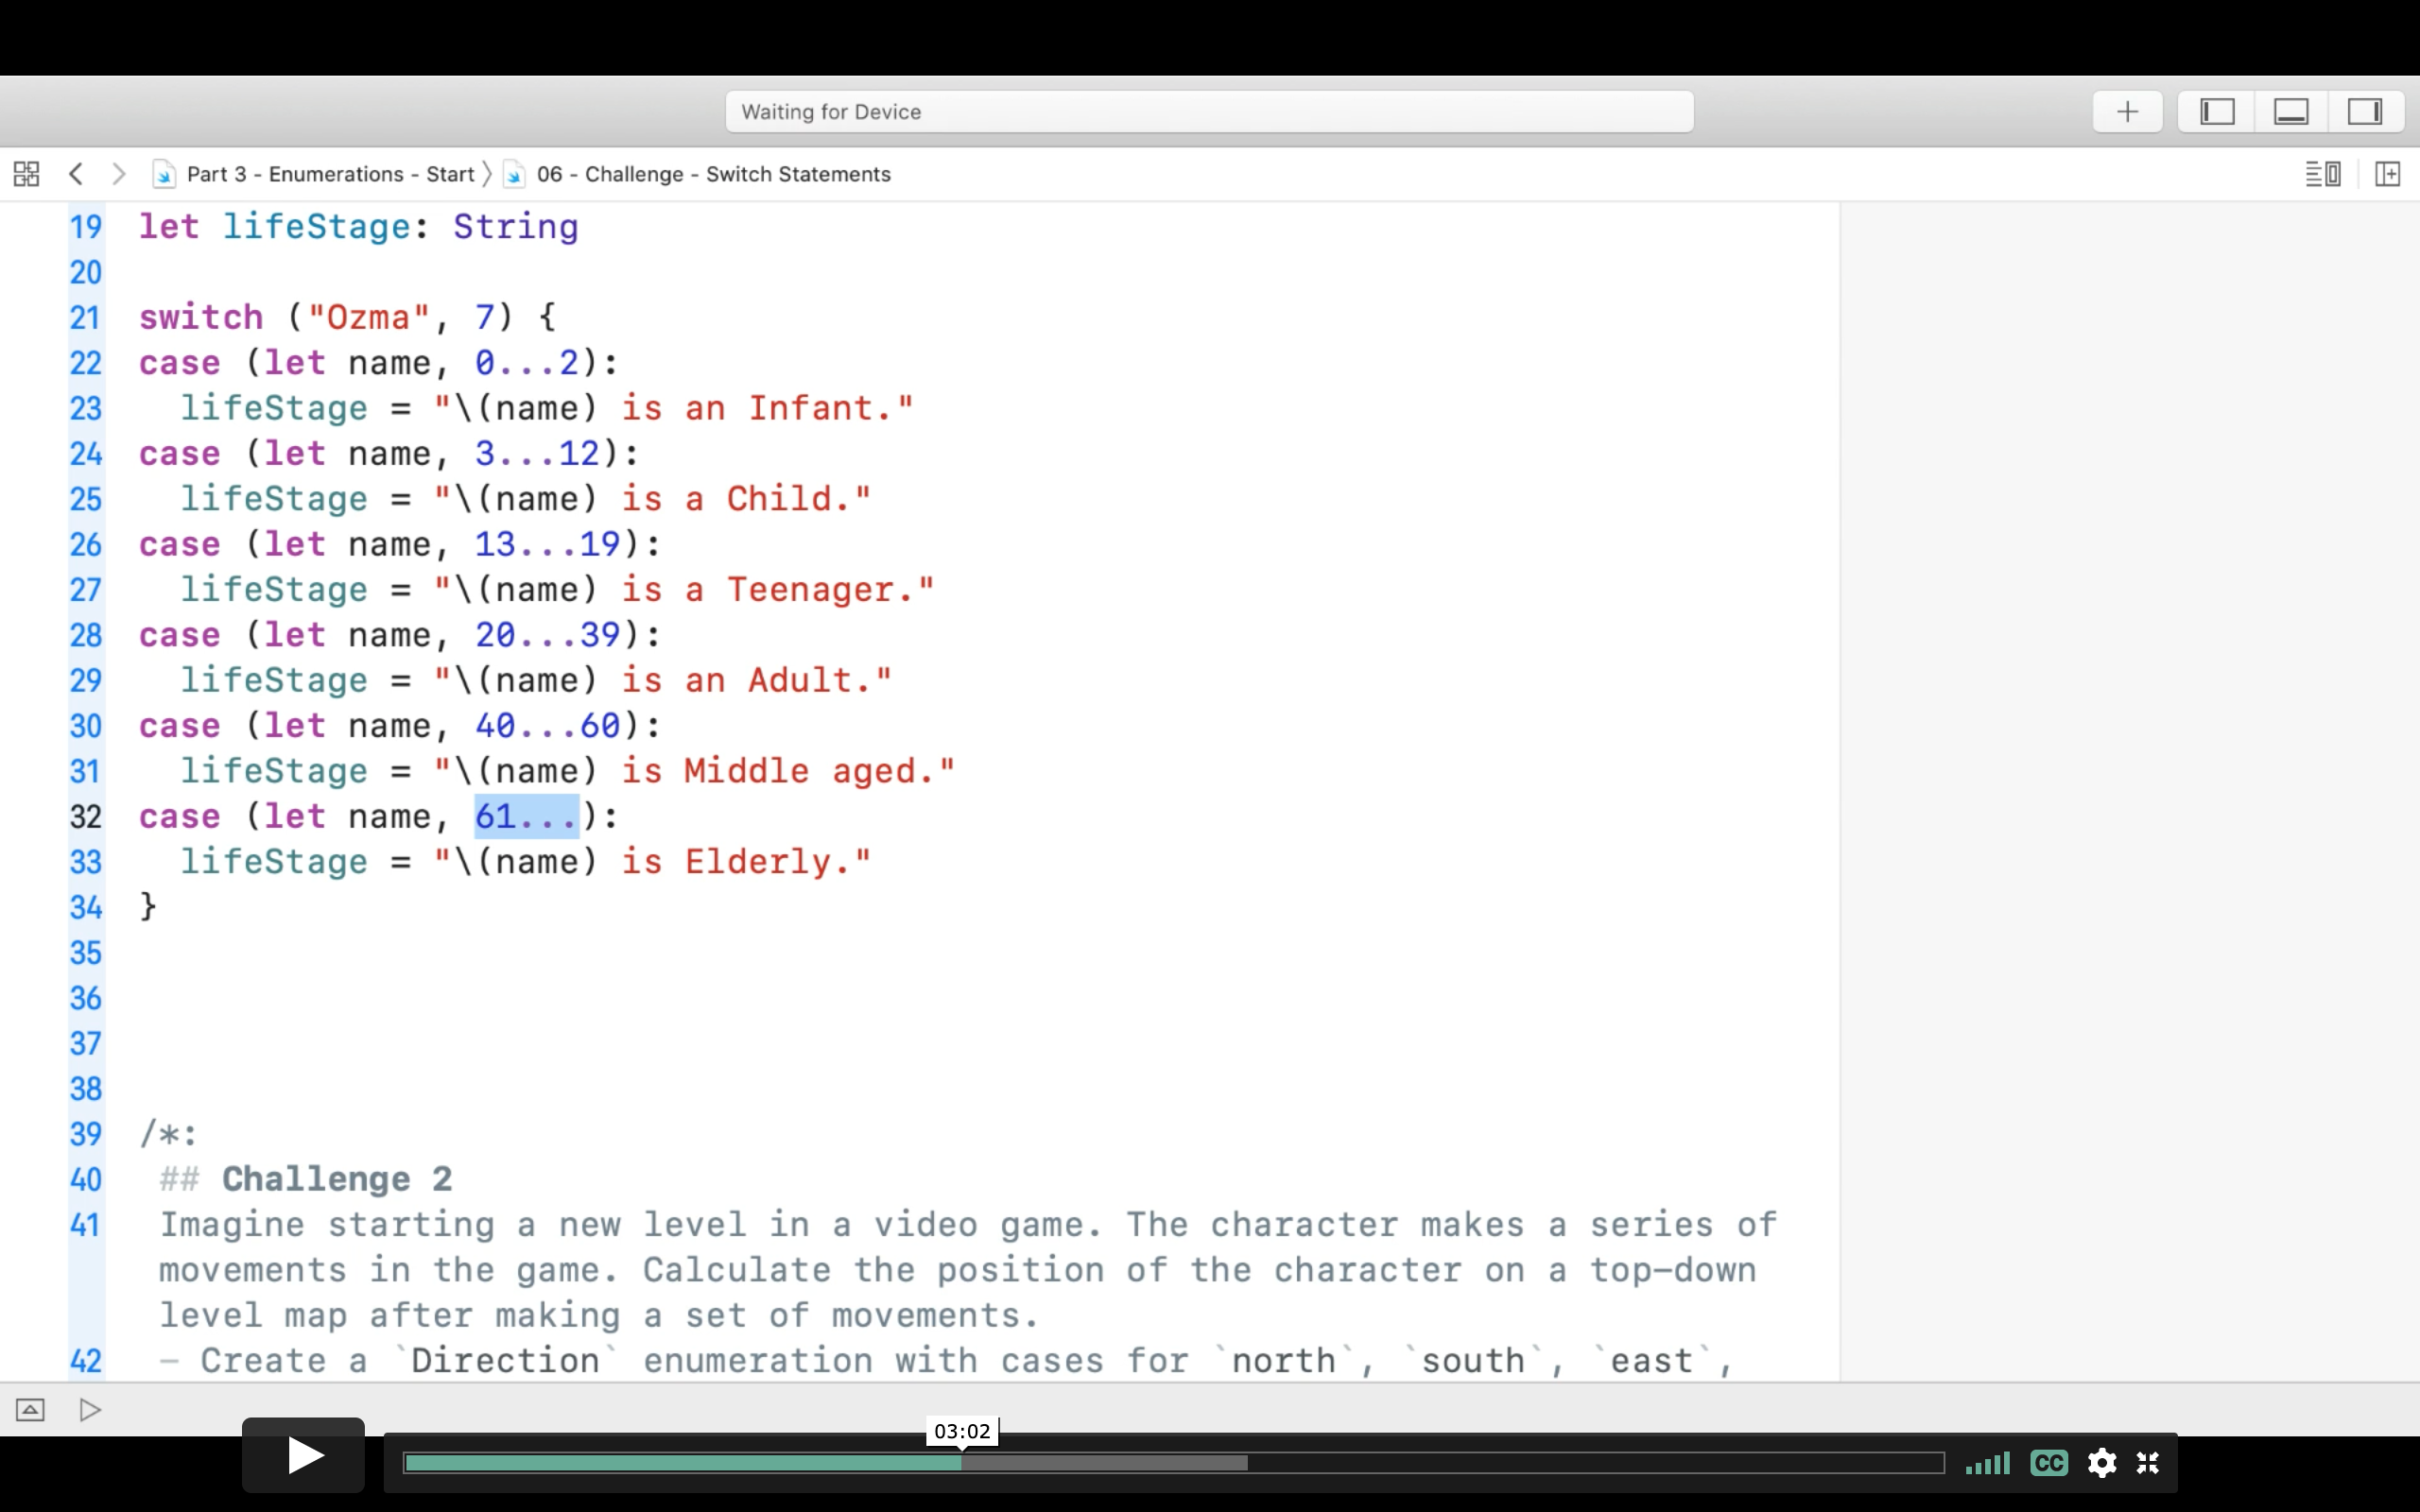 Waiting for Device
Part 3 - Enumerations - Start 〉 06 - Challenge - Switch Statements
19 let lifeStage: String
20
21 switch ("Ozma", 7) {
22 case (let name, 0...2):
23   lifeStage = "\(name) is an Infant."
24 case (let name, 3...12):
25   lifeStage = "\(name) is a Child."
26 case (let name, 13...19):
27   lifeStage = "\(name) is a Teenager."
28 case (let name, 20...39):
29   lifeStage = "\(name) is an Adult."
30 case (let name, 40...60):
31   lifeStage = "\(name) is Middle aged."
32 case (let name, 61...):
33   lifeStage = "\(name) is Elderly."
34 }
35
36
37
38
39 /*:
40  ## Challenge 2
41  Imagine starting a new level in a video game. The character makes a series of
movements in the game. Calculate the position of the character on a top-down
level map after making a set of movements.
42  - Create a `Direction` enumeration with cases for `north`, `south`, `east`,
03:02
CC